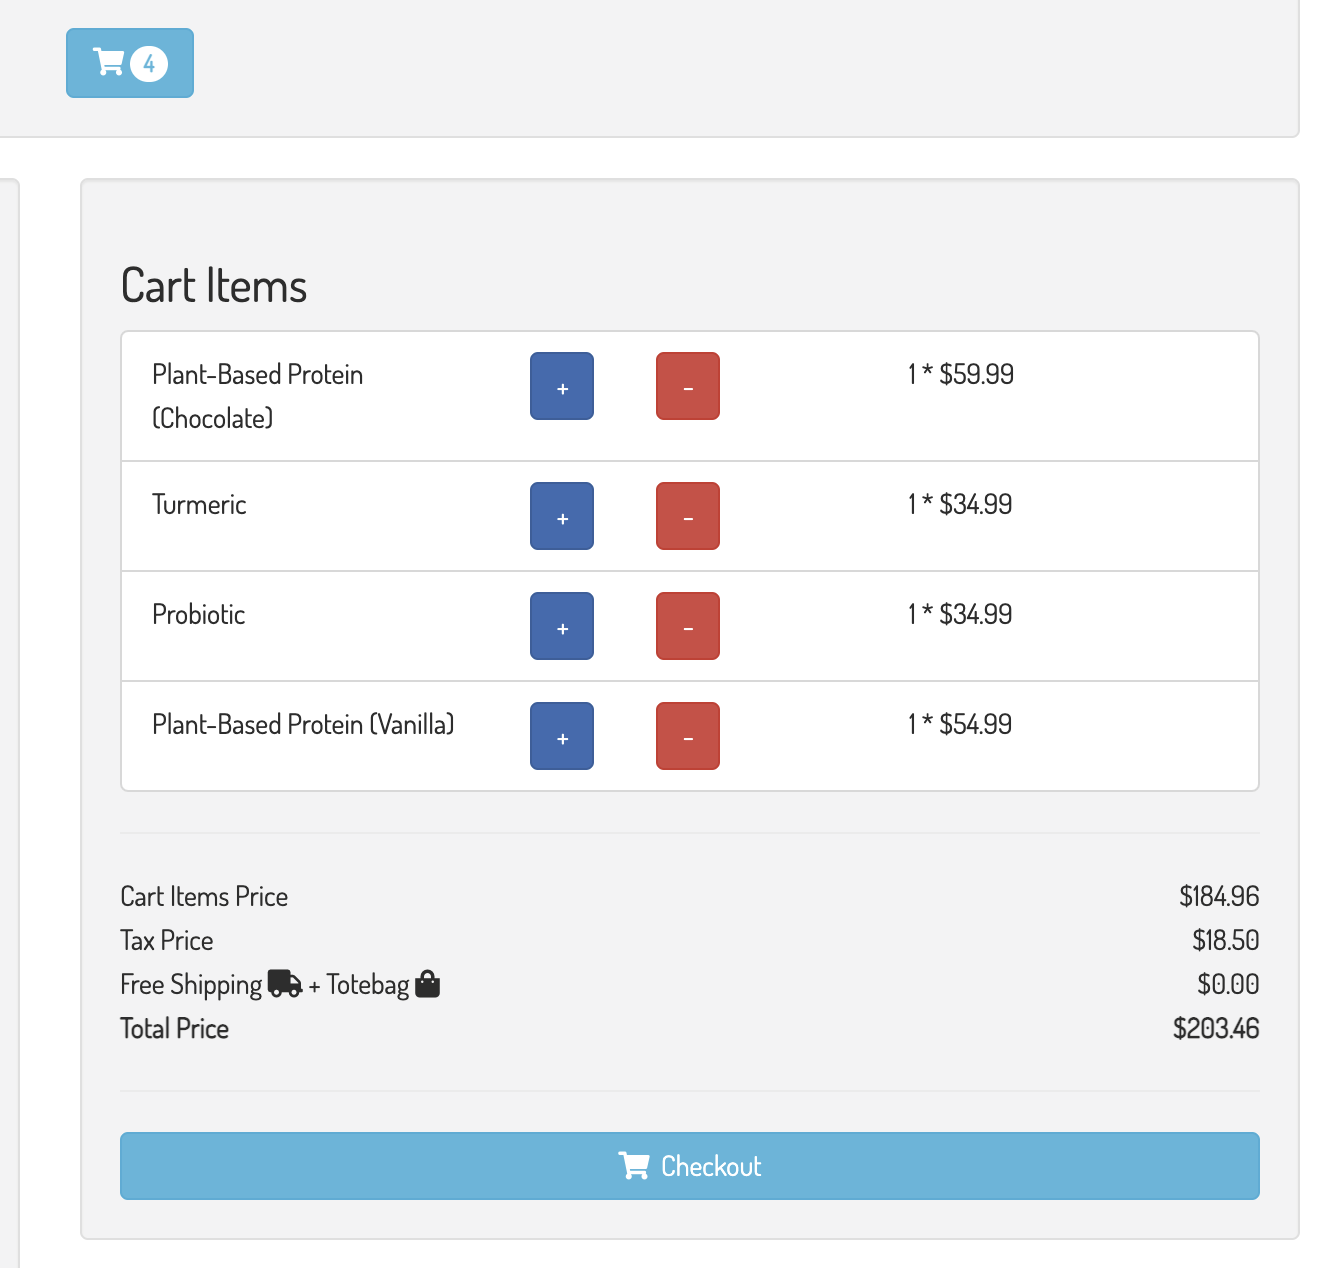 4
Cart Items
Plant-Based Protein
(Chocolate)
+
-
1 * $59.99
Turmeric
+
-
1 * $34.99
Probiotic
+
-
1 * $34.99
Plant-Based Protein (Vanilla)
+
-
1 * $54.99
Cart Items Price $184.96
Tax Price $18.50
Free Shipping + Totebag $0.00
Total Price $203.46
Checkout